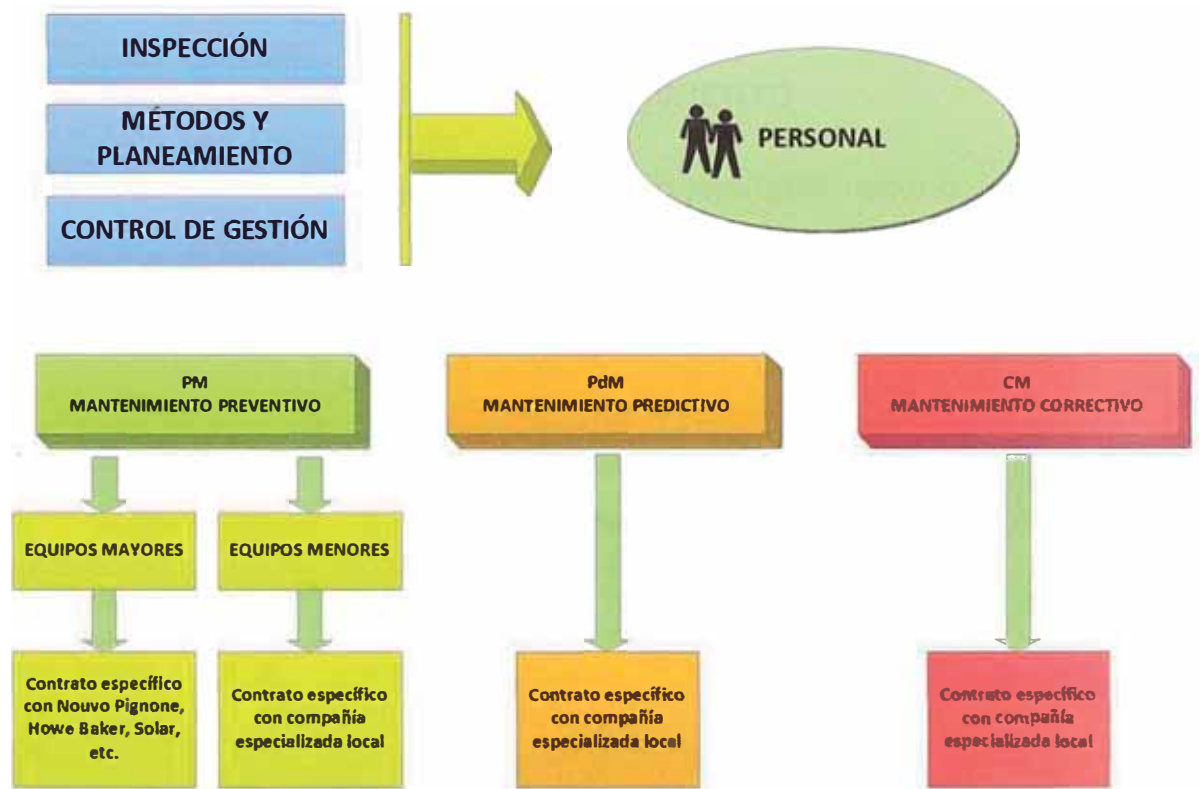 INSPECCIÓN
MÉTODOS Y
PLANEAMIENTO
CONTROL DE GESTIÓN
PERSONAL
PM
MANTENIMIENTO PREVENTIVO
PdM
MANTENIMIENTO PREDICTIVO
CM
MANTENIMIENTO CORRECTIVO
EQUIPOS MAYORES
EQUIPOS MENORES
Contrato específico
con Nouvo Pignone,
Howe Baker, Solar,
etc.
Contrato específico
con compañía
especializada local
Contrato específico
con compañía
especializada local
Contrato específico
con compañía
especializada local